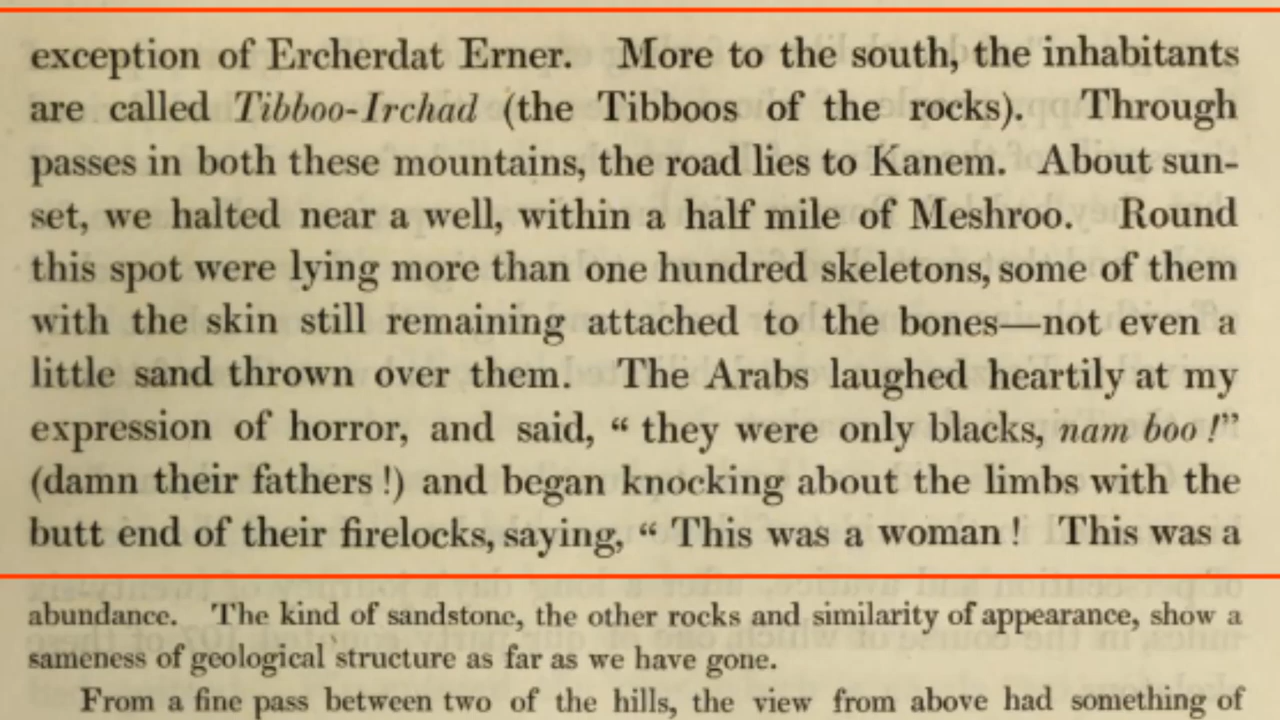 exception of Ercherdat Erner. More to the south, the inhabitants
are called Tibboo-Irchad (the Tibboos of the rocks). Through
passes in both these mountains, the road lies to Kanem. About sun-
set, we halted near a well, within a half mile of Meshroo. Round
this spot were lying more than one hundred skeletons, some of them
with the skin still remaining attached to the bones—not even a
little sand thrown over them. The Arabs laughed heartily at my
expression of horror, and said, “ they were only blacks, nam boo !”
(damn their fathers !) and began knocking about the limbs with the
butt end of their firelocks, saying, “ This was a woman ! This was a
abundance. The kind of sandstone, the other rocks and similarity of appearance, show a
sameness of geological structure as far as we have gone.
From a fine pass between two of the hills, the view from above had something of